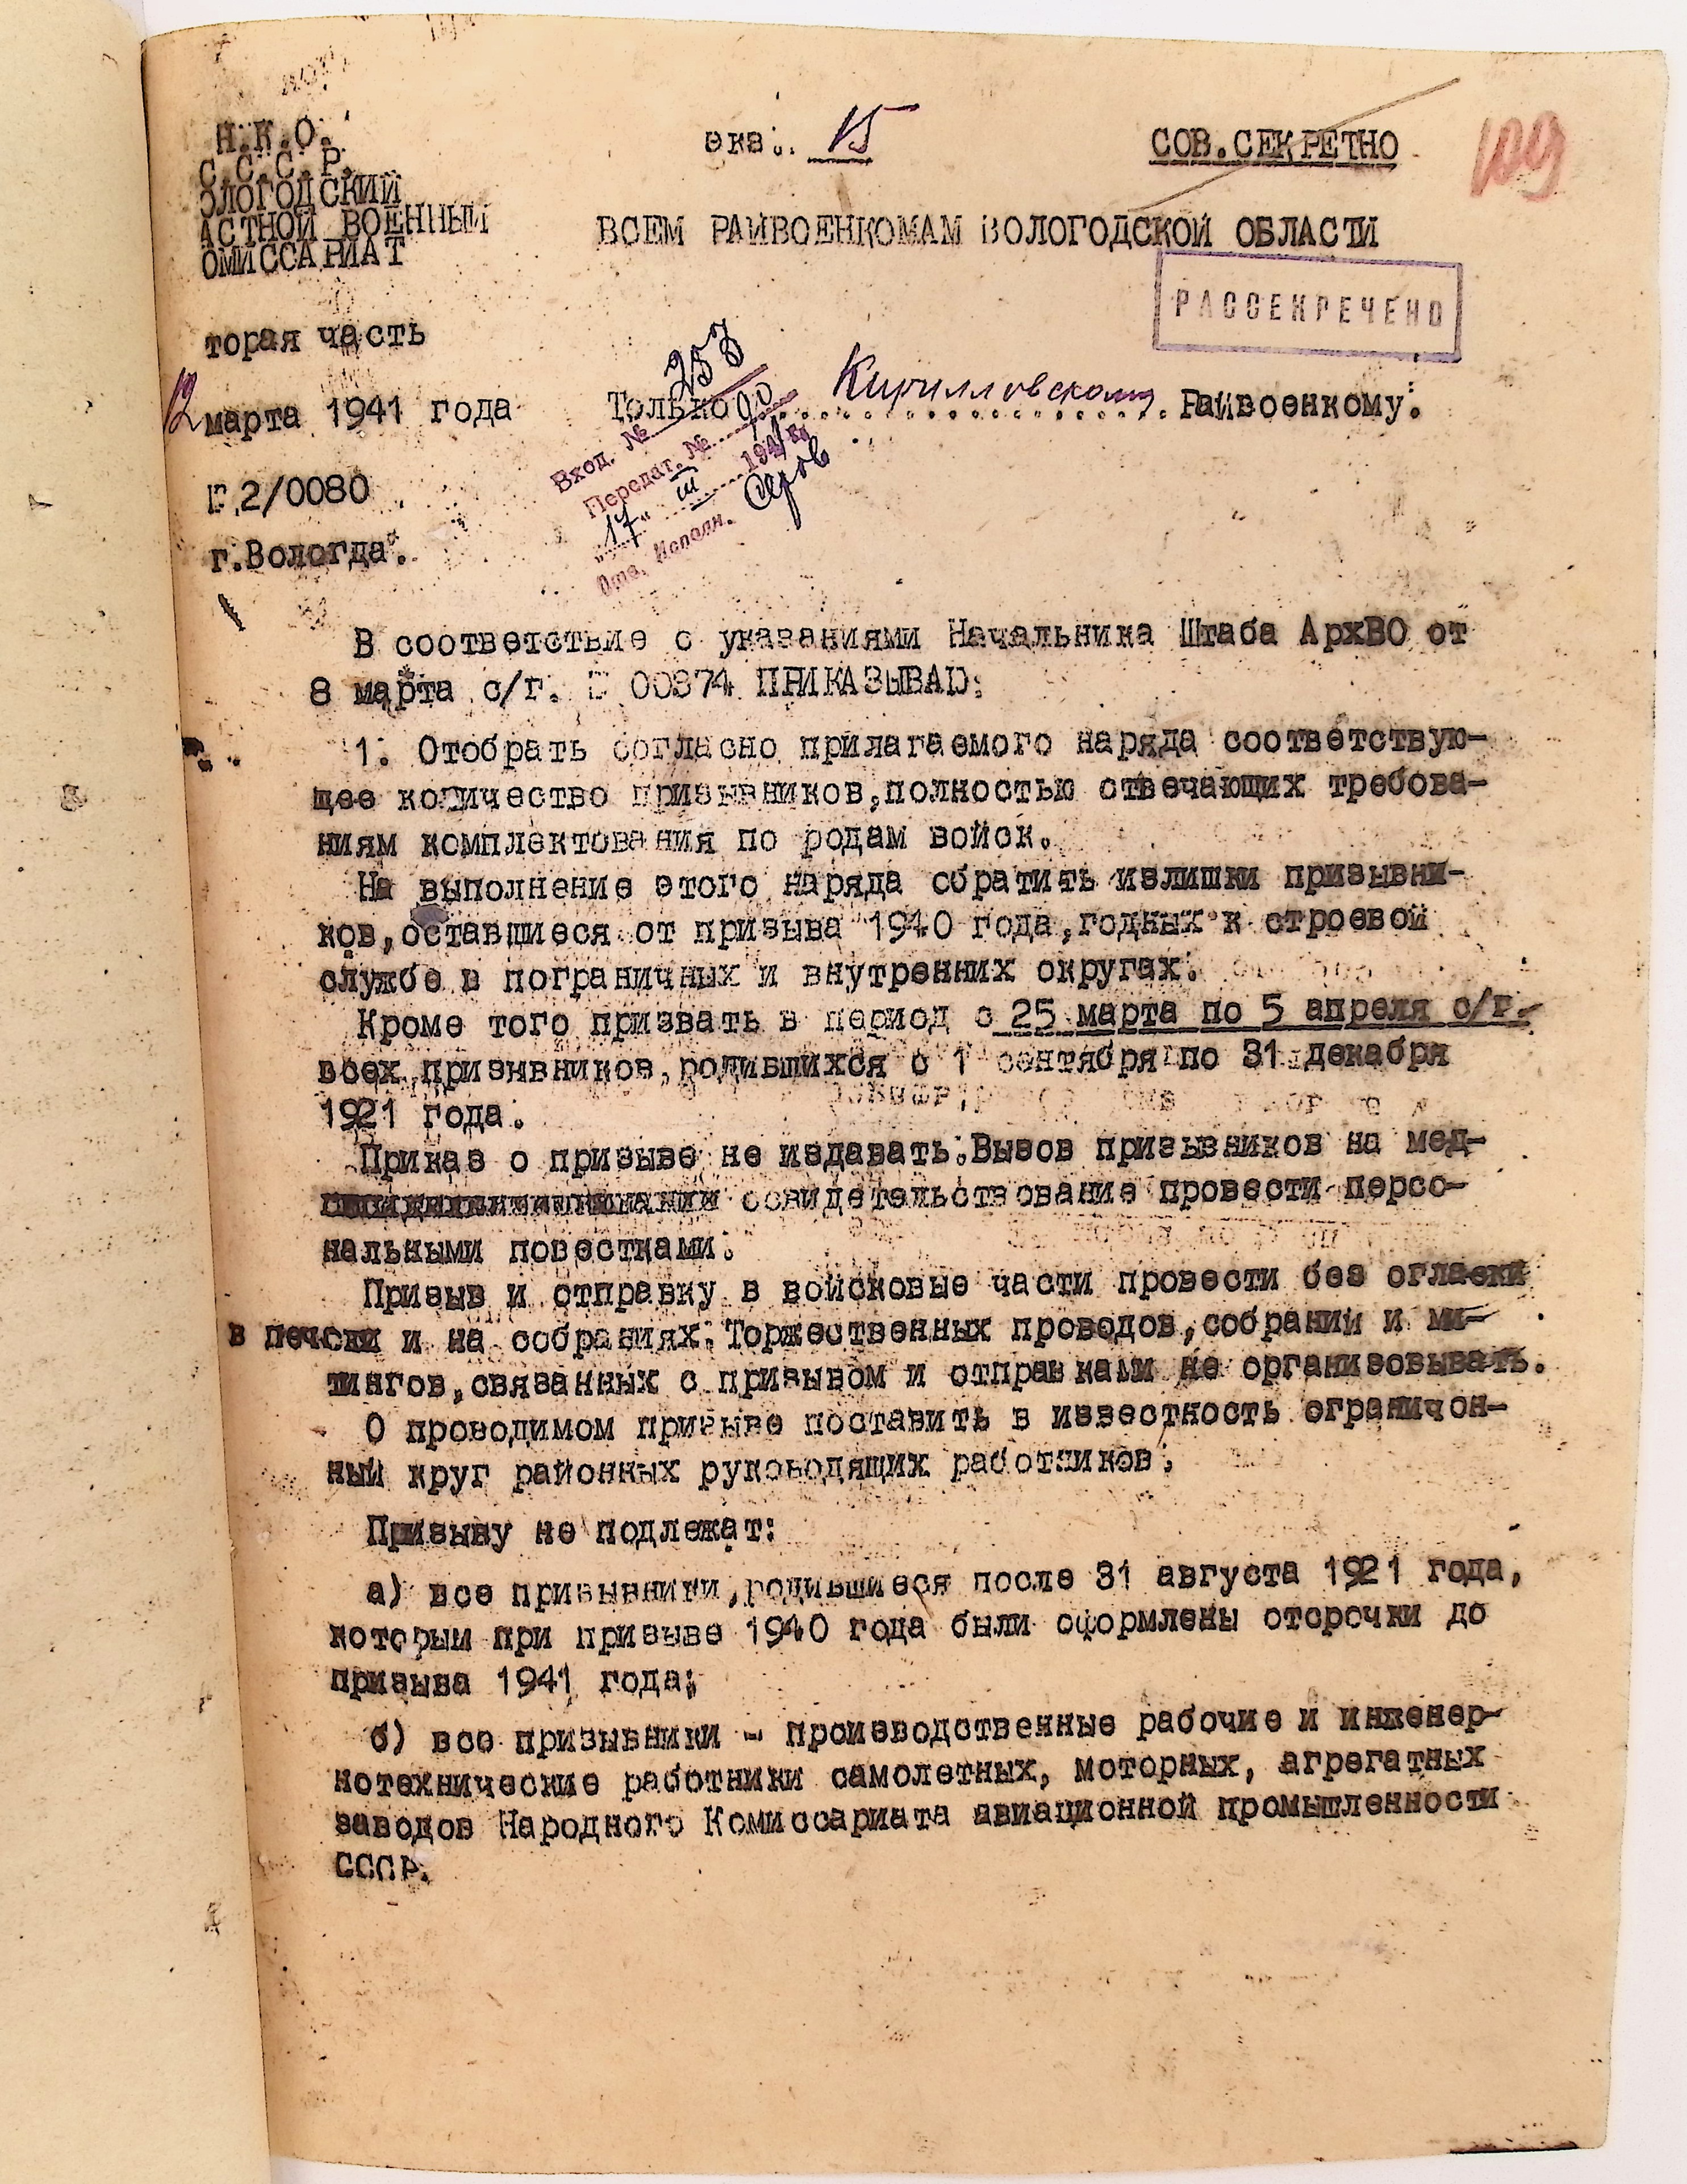 Н.К.О.
С.С.С.Р.
ОЛОГОДСКИЙ
АСТНОЙ ВОЕННЫЙ
ОМИССАРИАТ
экз. 15
СОВ.СЕКРЕТНО
109
ВСЕМ РАЙВОЕНКОМАМ ВОЛОГОДСКОЙ ОБЛАСТИ
РАССЕКРЕЧЕНО
торая часть
12 марта 1941 года
Только Кирилловскому Райвоенкому.
Вход. № 253
Передат. №
"17" III 1941 г.
Отв. Исполн.
2/0080
г.Вологда.
В соответствие с указаниями Начальника Штаба АрхВО от
8 марта с/г. 00874 ПРИКАЗЫВАЮ:
1. Отобрать согласно прилагаемого наряда соответствую-
щее количество призывников,полностью отвечающих требова-
ниям комплектования по родам войск.
На выполнение этого наряда обратить излишки призывни-
ков,оставшиеся от призыва 1940 года,годных к строевой
службе в пограничных и внутренних округах.
Кроме того призвать в период с 25 марта по 5 апреля с/г.
всех призывников,родившихся с 1 сентября по 31 декабря
1921 года.
Приказ о призыве не издавать.Вызов призывников на мед-
освидетельствование провести персо-
нальными повестками.
Призыв и отправку в войсковые части провести без огласки
в печски и на собраниях.Торжественных проводов,собраний и ми-
тингов,связанных с призывом и отправками не организовывать.
О проводимом призыве поставить в известность ограничен-
ный круг районных руководящих работников.
Призыву не подлежат:
а) все призывники,родившиеся после 31 августа 1921 года,
которым при призыве 1940 года были оформлены отсрочки до
призыва 1941 года;
б) все призывники - производственные рабочие и инженер-
нотехнические работники самолетных, моторных, агрегатных
заводов Народного Комиссариата авиационной промышленности
СССР.